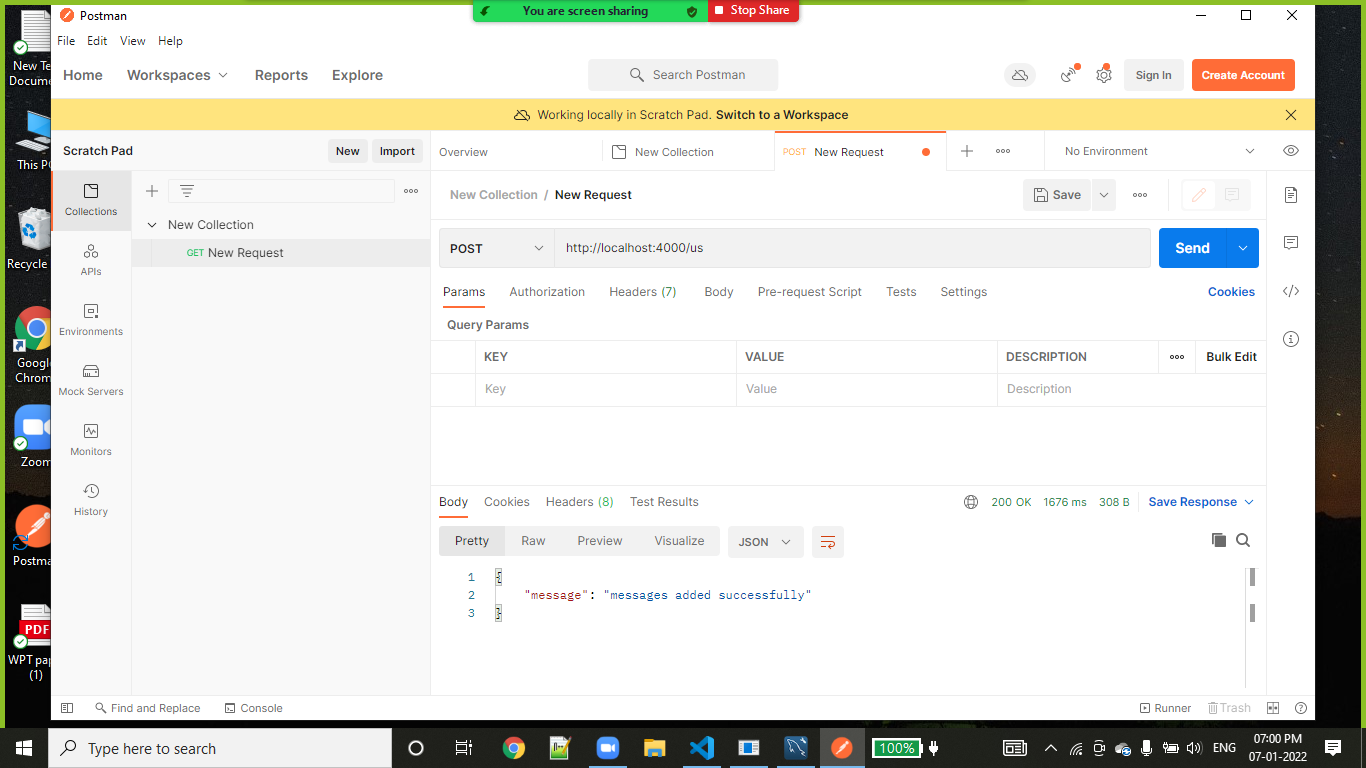 You are screen sharing
Stop Share
Postman
File Edit View Help
Home Workspaces Reports Explore
Search Postman
Sign In
Create Account
Working locally in Scratch Pad. Switch to a Workspace
Scratch Pad
New
Import
Overview
New Collection
POST New Request
No Environment
New Collection / New Request
Save
Collections
APIs
Environments
Mock Servers
Monitors
History
New Collection
GET New Request
POST
http://localhost:4000/us
Send
Params Authorization Headers (7) Body Pre-request Script Tests Settings
Cookies
Query Params
KEY VALUE DESCRIPTION
Bulk Edit
Key Value Description
Body Cookies Headers (8) Test Results
200 OK 1676 ms 308 B
Save Response
Pretty Raw Preview Visualize
JSON
1 {
2 "message": "messages added successfully"
3 }
Find and Replace
Console
Runner
Trash
New Te
Docume
This PC
Recycle
Googl
Chrom
Zoom
Postma
PDF
WPT pap
(1)
Type here to search
100%
ENG
07:00 PM
07-01-2022